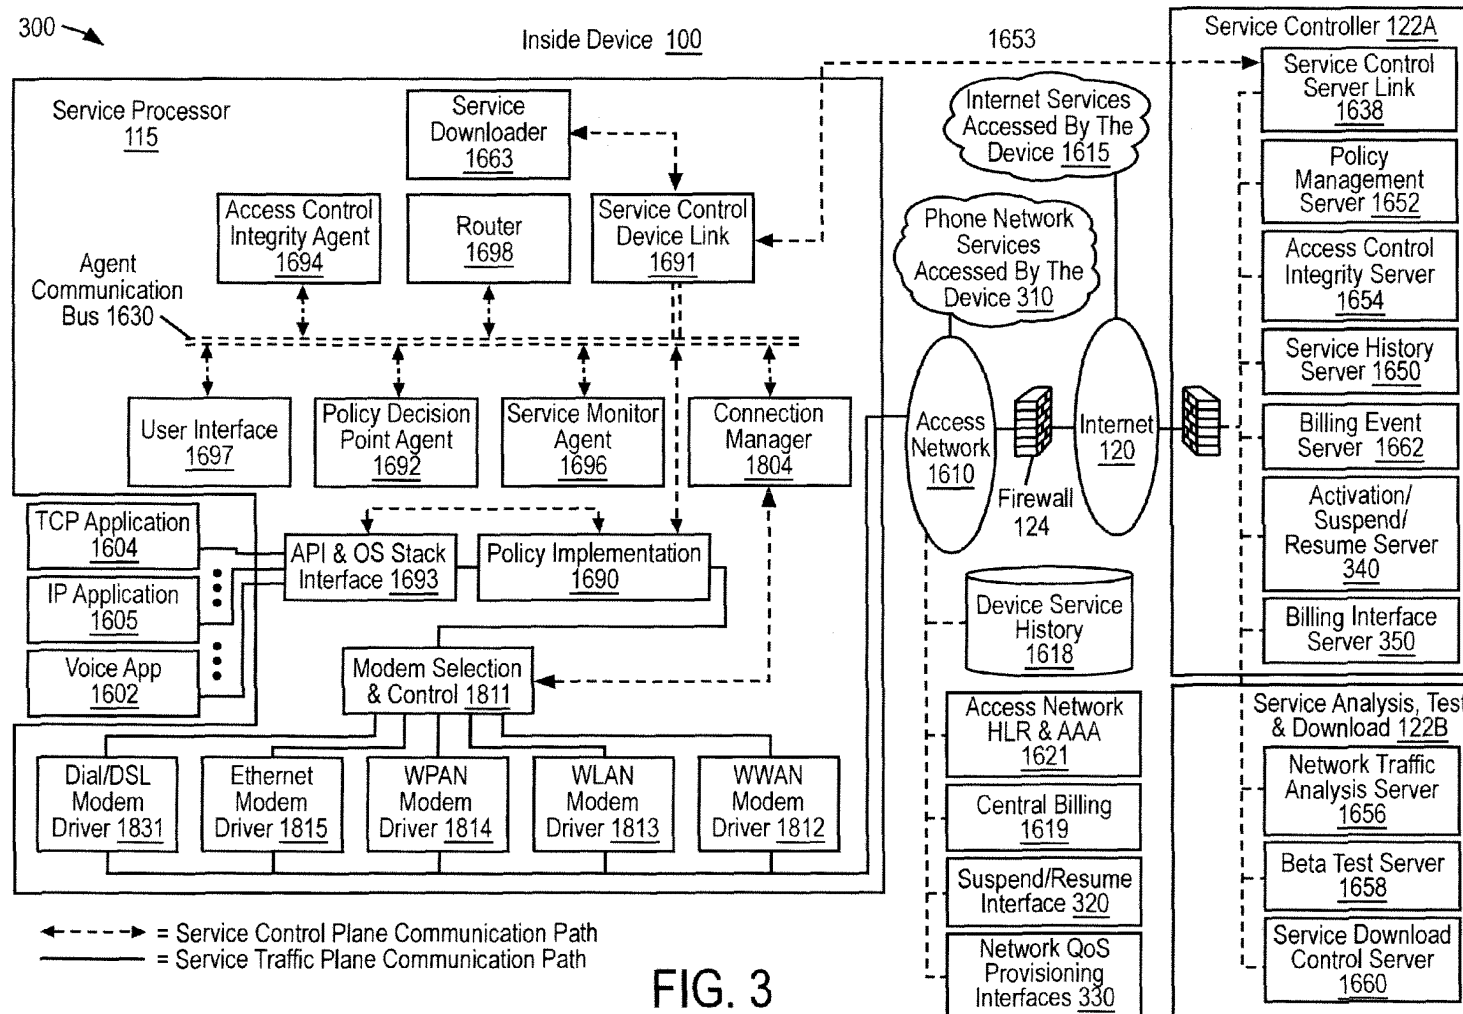 300
Inside Device 100
1653
Service Controller 122A
Service Processor
115
Service
Downloader
1663
Access Control
Integrity Agent
1694
Router
1698
Service Control
Device Link
1691
Agent
Communication
Bus 1630
User Interface
1697
Policy Decision
Point Agent
1692
Service Monitor
Agent
1696
Connection
Manager
1804
TCP Application
1604
IP Application
1605
Voice App
1602
API & OS Stack
Interface 1693
Policy Implementation
1690
Modem Selection
& Control 1811
Dial/DSL
Modem
Driver 1831
Ethernet
Modem
Driver 1815
WPAN
Modem
Driver 1814
WLAN
Modem
Driver 1813
WWAN
Modem
Driver 1812
Internet Services
Accessed By The
Device 1615
Phone Network
Services
Accessed By The
Device 310
Access
Network
1610
Firewall
124
Internet
120
Device Service
History
1618
Access Network
HLR & AAA
1621
Central Billing
1619
Suspend/Resume
Interface 320
Network QoS
Provisioning
Interfaces 330
Service Control
Server Link
1638
Policy
Management
Server 1652
Access Control
Integrity Server
1654
Service History
Server 1650
Billing Event
Server 1662
Activation/
Suspend/
Resume Server
340
Billing Interface
Server 350
Service Analysis, Test
& Download 122B
Network Traffic
Analysis Server
1656
Beta Test Server
1658
Service Download
Control Server
1660
= Service Control Plane Communication Path
= Service Traffic Plane Communication Path
FIG. 3